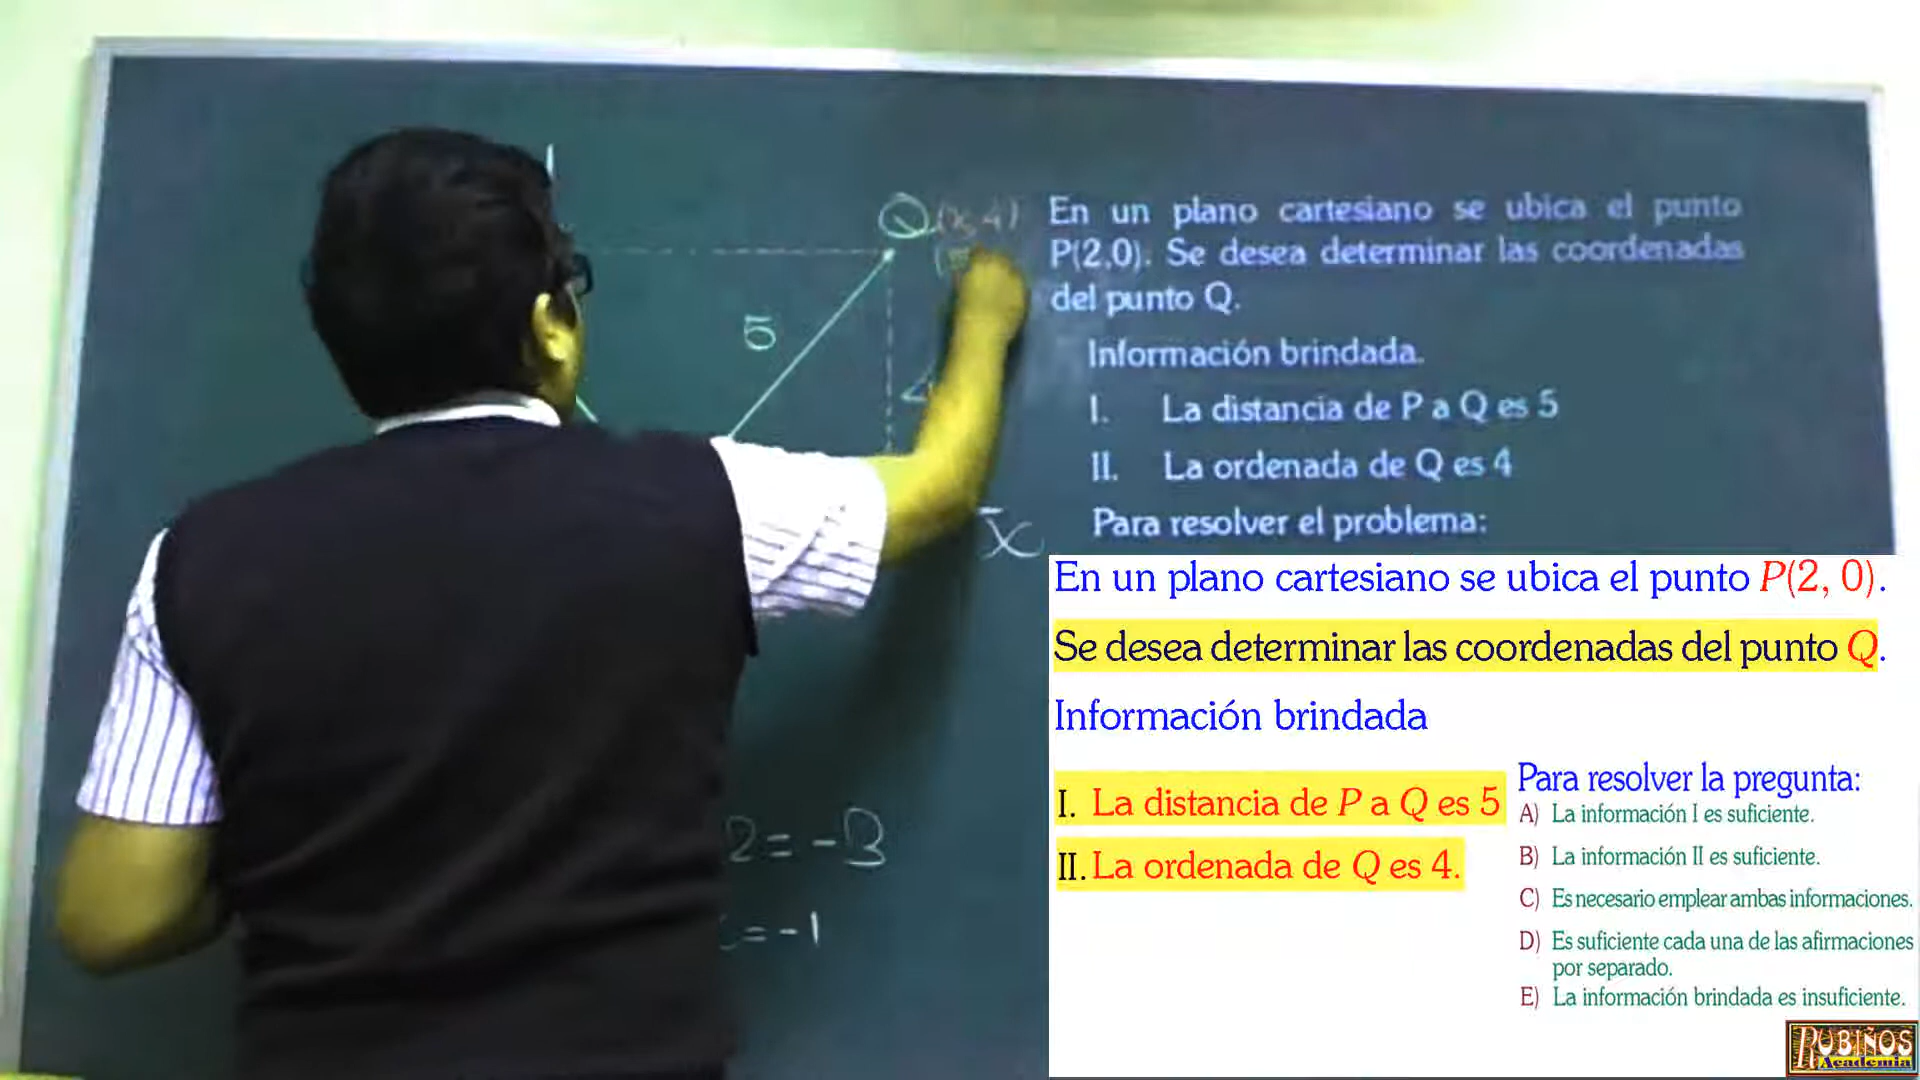 Q(x,4)
5
4
x
2=-3
=-1
En un plano cartesiano se ubica el punto
P(2,0). Se desea determinar las coordenadas
del punto Q.
Información brindada.
I. La distancia de P a Q es 5
II. La ordenada de Q es 4
Para resolver el problema:
En un plano cartesiano se ubica el punto P(2, 0).
Se desea determinar las coordenadas del punto Q.
Información brindada
I. La distancia de P a Q es 5
II. La ordenada de Q es 4.
Para resolver la pregunta:
A) La información I es suficiente.
B) La información II es suficiente.
C) Es necesario emplear ambas informaciones.
D) Es suficiente cada una de las afirmaciones
por separado.
E) La información brindada es insuficiente.
RUBIÑOS
Academia